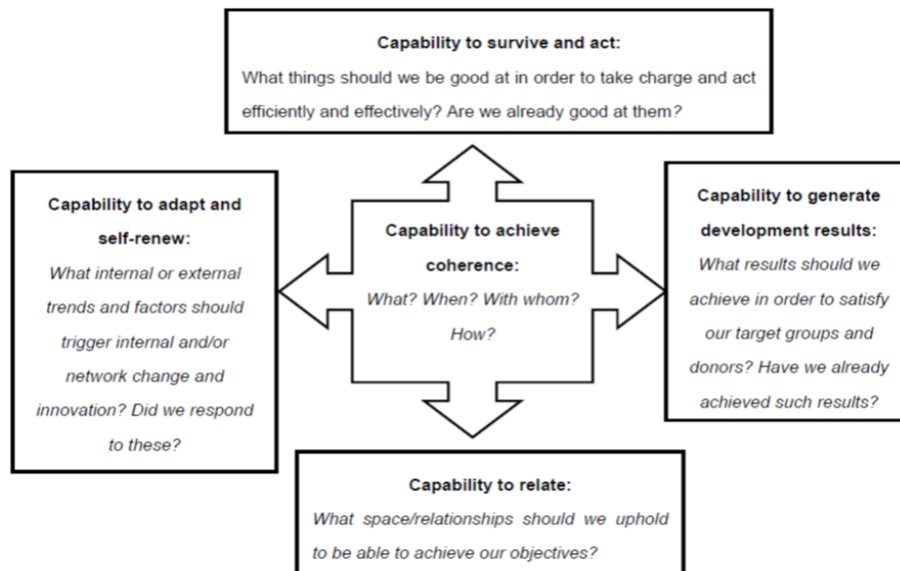 Capability to survive and act:
What things should we be good at in order to take charge and act
efficiently and effectively? Are we already good at them?
Capability to adapt and
self-renew:
What internal or external
trends and factors should
trigger internal and/or
network change and
innovation? Did we respond
to these?
Capability to achieve
coherence:
What? When? With whom?
How?
Capability to generate
development results:
What results should we
achieve in order to satisfy
our target groups and
donors? Have we already
achieved such results?
Capability to relate:
What space/relationships should we uphold
to be able to achieve our objectives?